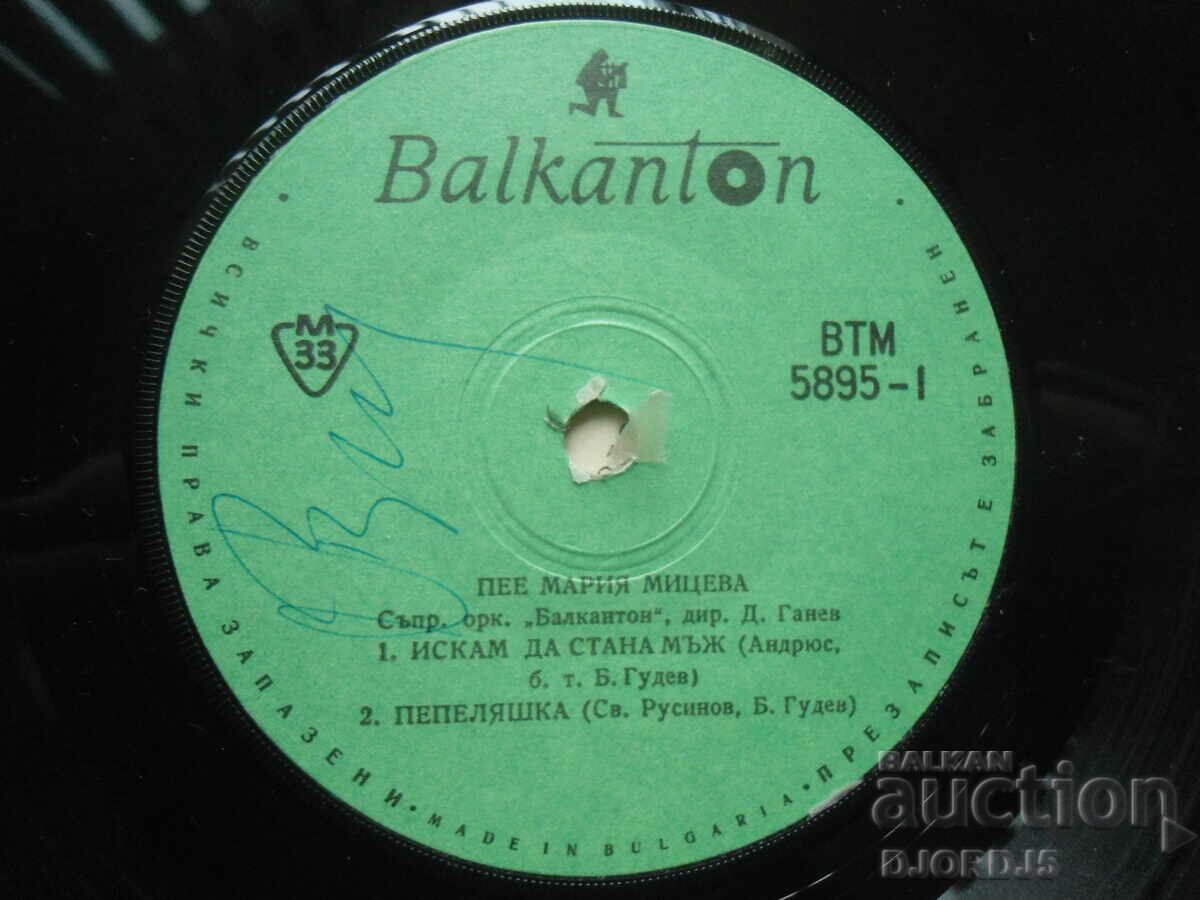 Balkanton
M
33
ВТМ
5895-I
ПЕЕ МАРИЯ МИЦЕВА
Съпр. орк. „Балкантон", дир. Д. Ганев
1. ИСКАМ ДА СТАНА МЪЖ (Андрюс,
б. т. Б. Гудев)
2. ПЕПЕЛЯШКА (Св. Русинов, Б. Гудев)
ВСИЧКИ ПРАВА ЗАПАЗЕНИ • MADE IN BULGARIA • ПРЕЗАПИСЪТ Е ЗАБРАНЕН
BALKAN
auction
DJORDJ5